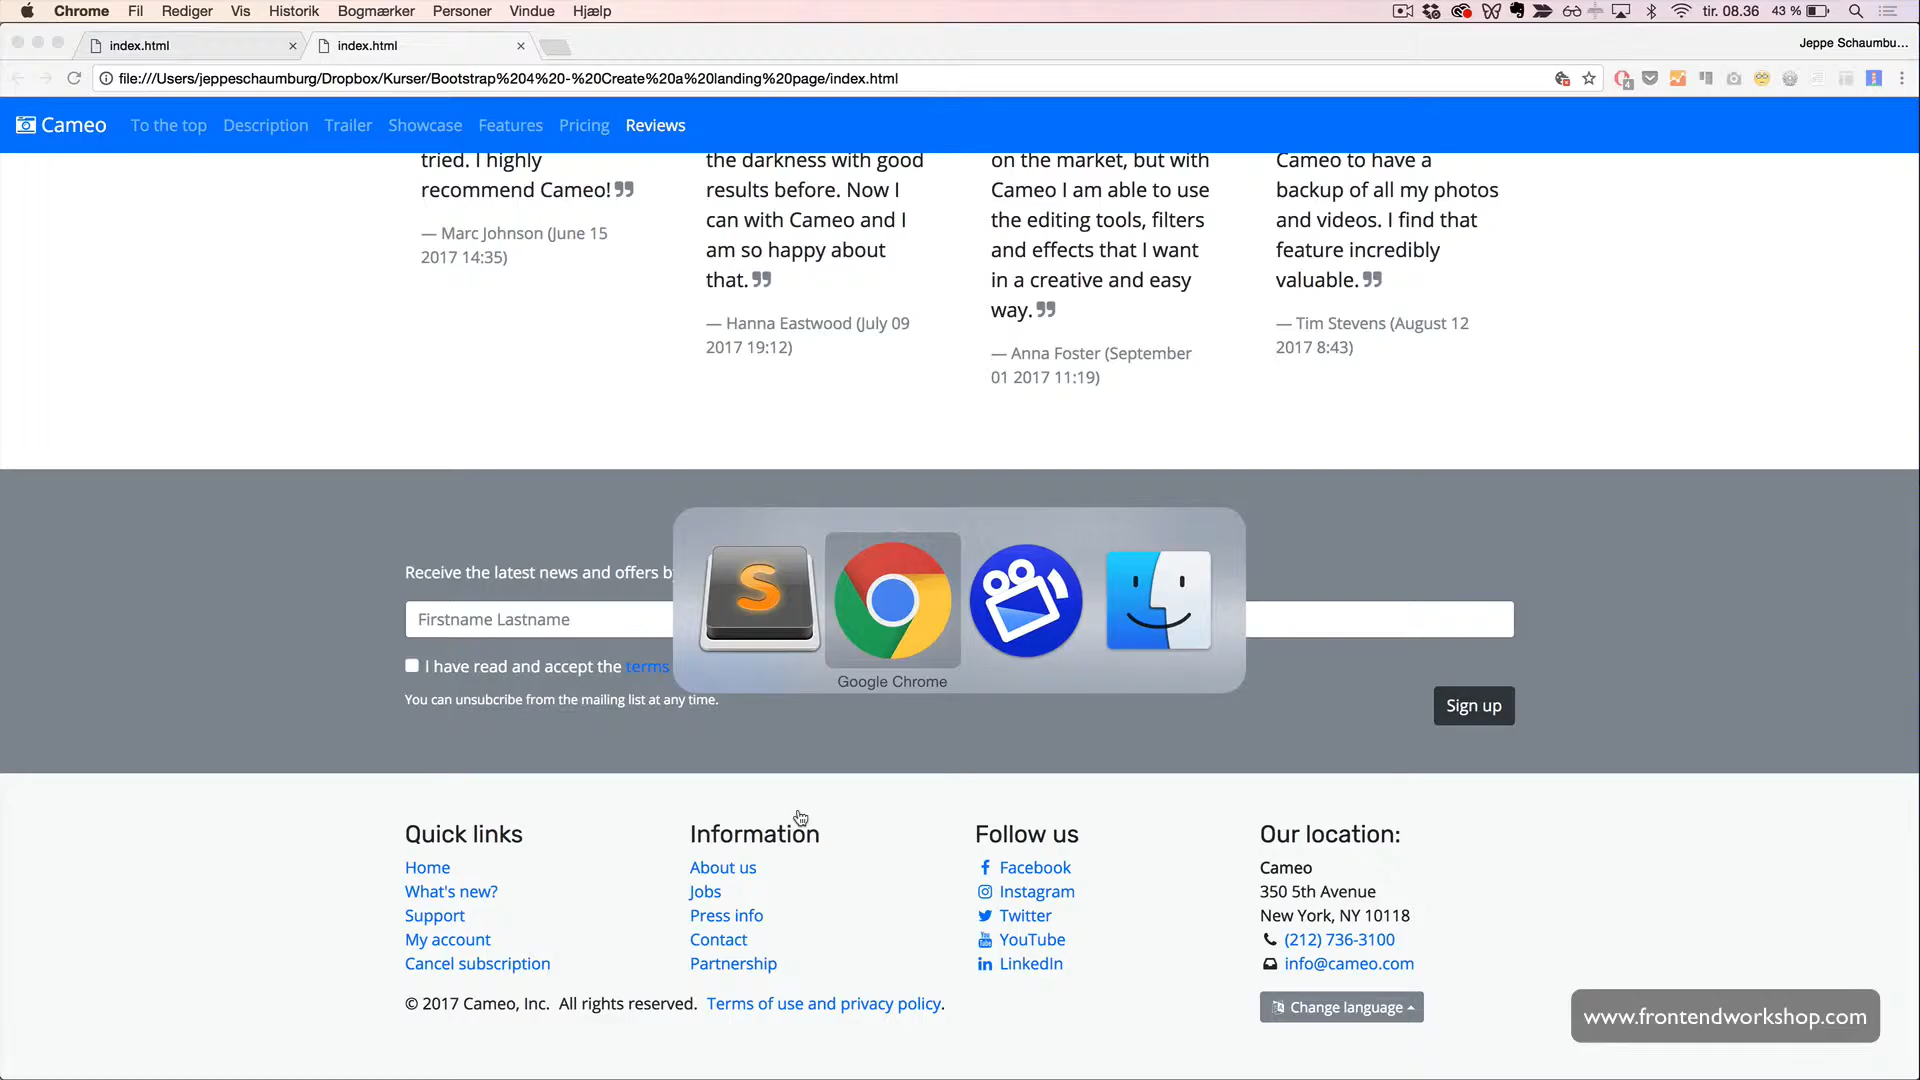 Chrome Fil Rediger Vis Historik Bogmærker Personer Vindue Hjælp tir. 08.36 43 %
index.html index.html Jeppe Schaumbu...
file:///Users/jeppeschaumburg/Dropbox/Kurser/Bootstrap%204%20-%20Create%20a%20landing%20page/index.html
Cameo To the top Description Trailer Showcase Features Pricing Reviews
tried. I highly
recommend Cameo!
— Marc Johnson (June 15
2017 14:35)
the darkness with good
results before. Now I
can with Cameo and I
am so happy about
that.
— Hanna Eastwood (July 09
2017 19:12)
on the market, but with
Cameo I am able to use
the editing tools, filters
and effects that I want
in a creative and easy
way.
— Anna Foster (September
01 2017 11:19)
Cameo to have a
backup of all my photos
and videos. I find that
feature incredibly
valuable.
— Tim Stevens (August 12
2017 8:43)
Receive the latest news and offers b
Firstname Lastname
I have read and accept the terms
You can unsubcribe from the mailing list at any time.
Google Chrome
Sign up
Quick links
Home
What's new?
Support
My account
Cancel subscription
Information
About us
Jobs
Press info
Contact
Partnership
Follow us
Facebook
Instagram
Twitter
YouTube
LinkedIn
Our location:
Cameo
350 5th Avenue
New York, NY 10118
(212) 736-3100
info@cameo.com
© 2017 Cameo, Inc. All rights reserved. Terms of use and privacy policy.
Change language
www.frontendworkshop.com